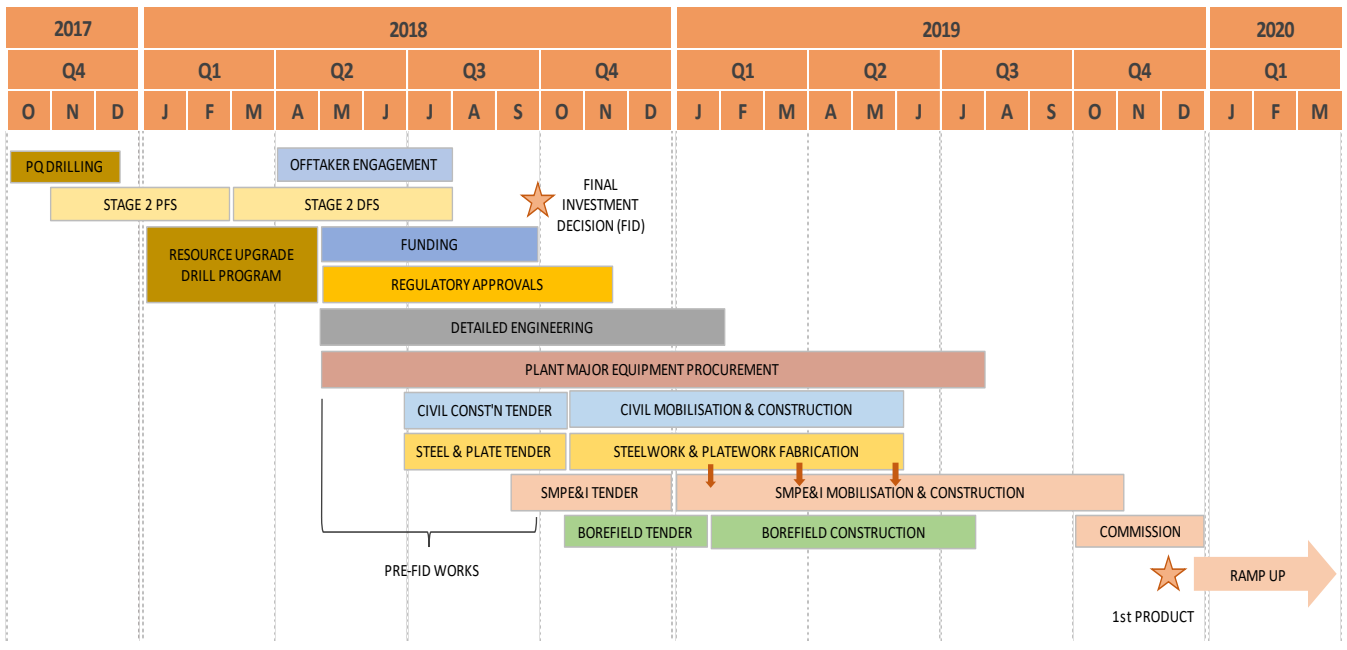 2017 2018 2019 2020
Q4 Q1 Q2 Q3 Q4 Q1 Q2 Q3 Q4 Q1
O N D J F M A M J J A S O N D J F M A M J J A S O N D J F M
PQ DRILLING OFFTAKER ENGAGEMENT
STAGE 2 PFS STAGE 2 DFS
FINAL
INVESTMENT
DECISION (FID)
RESOURCE UPGRADE
DRILL PROGRAM
FUNDING
REGULATORY APPROVALS
DETAILED ENGINEERING
PLANT MAJOR EQUIPMENT PROCUREMENT
CIVIL CONST'N TENDER CIVIL MOBILISATION & CONSTRUCTION
STEEL & PLATE TENDER STEELWORK & PLATEWORK FABRICATION
SMPE&I TENDER SMPE&I MOBILISATION & CONSTRUCTION
BOREFIELD TENDER BOREFIELD CONSTRUCTION COMMISSION
PRE-FID WORKS
RAMP UP
1st PRODUCT